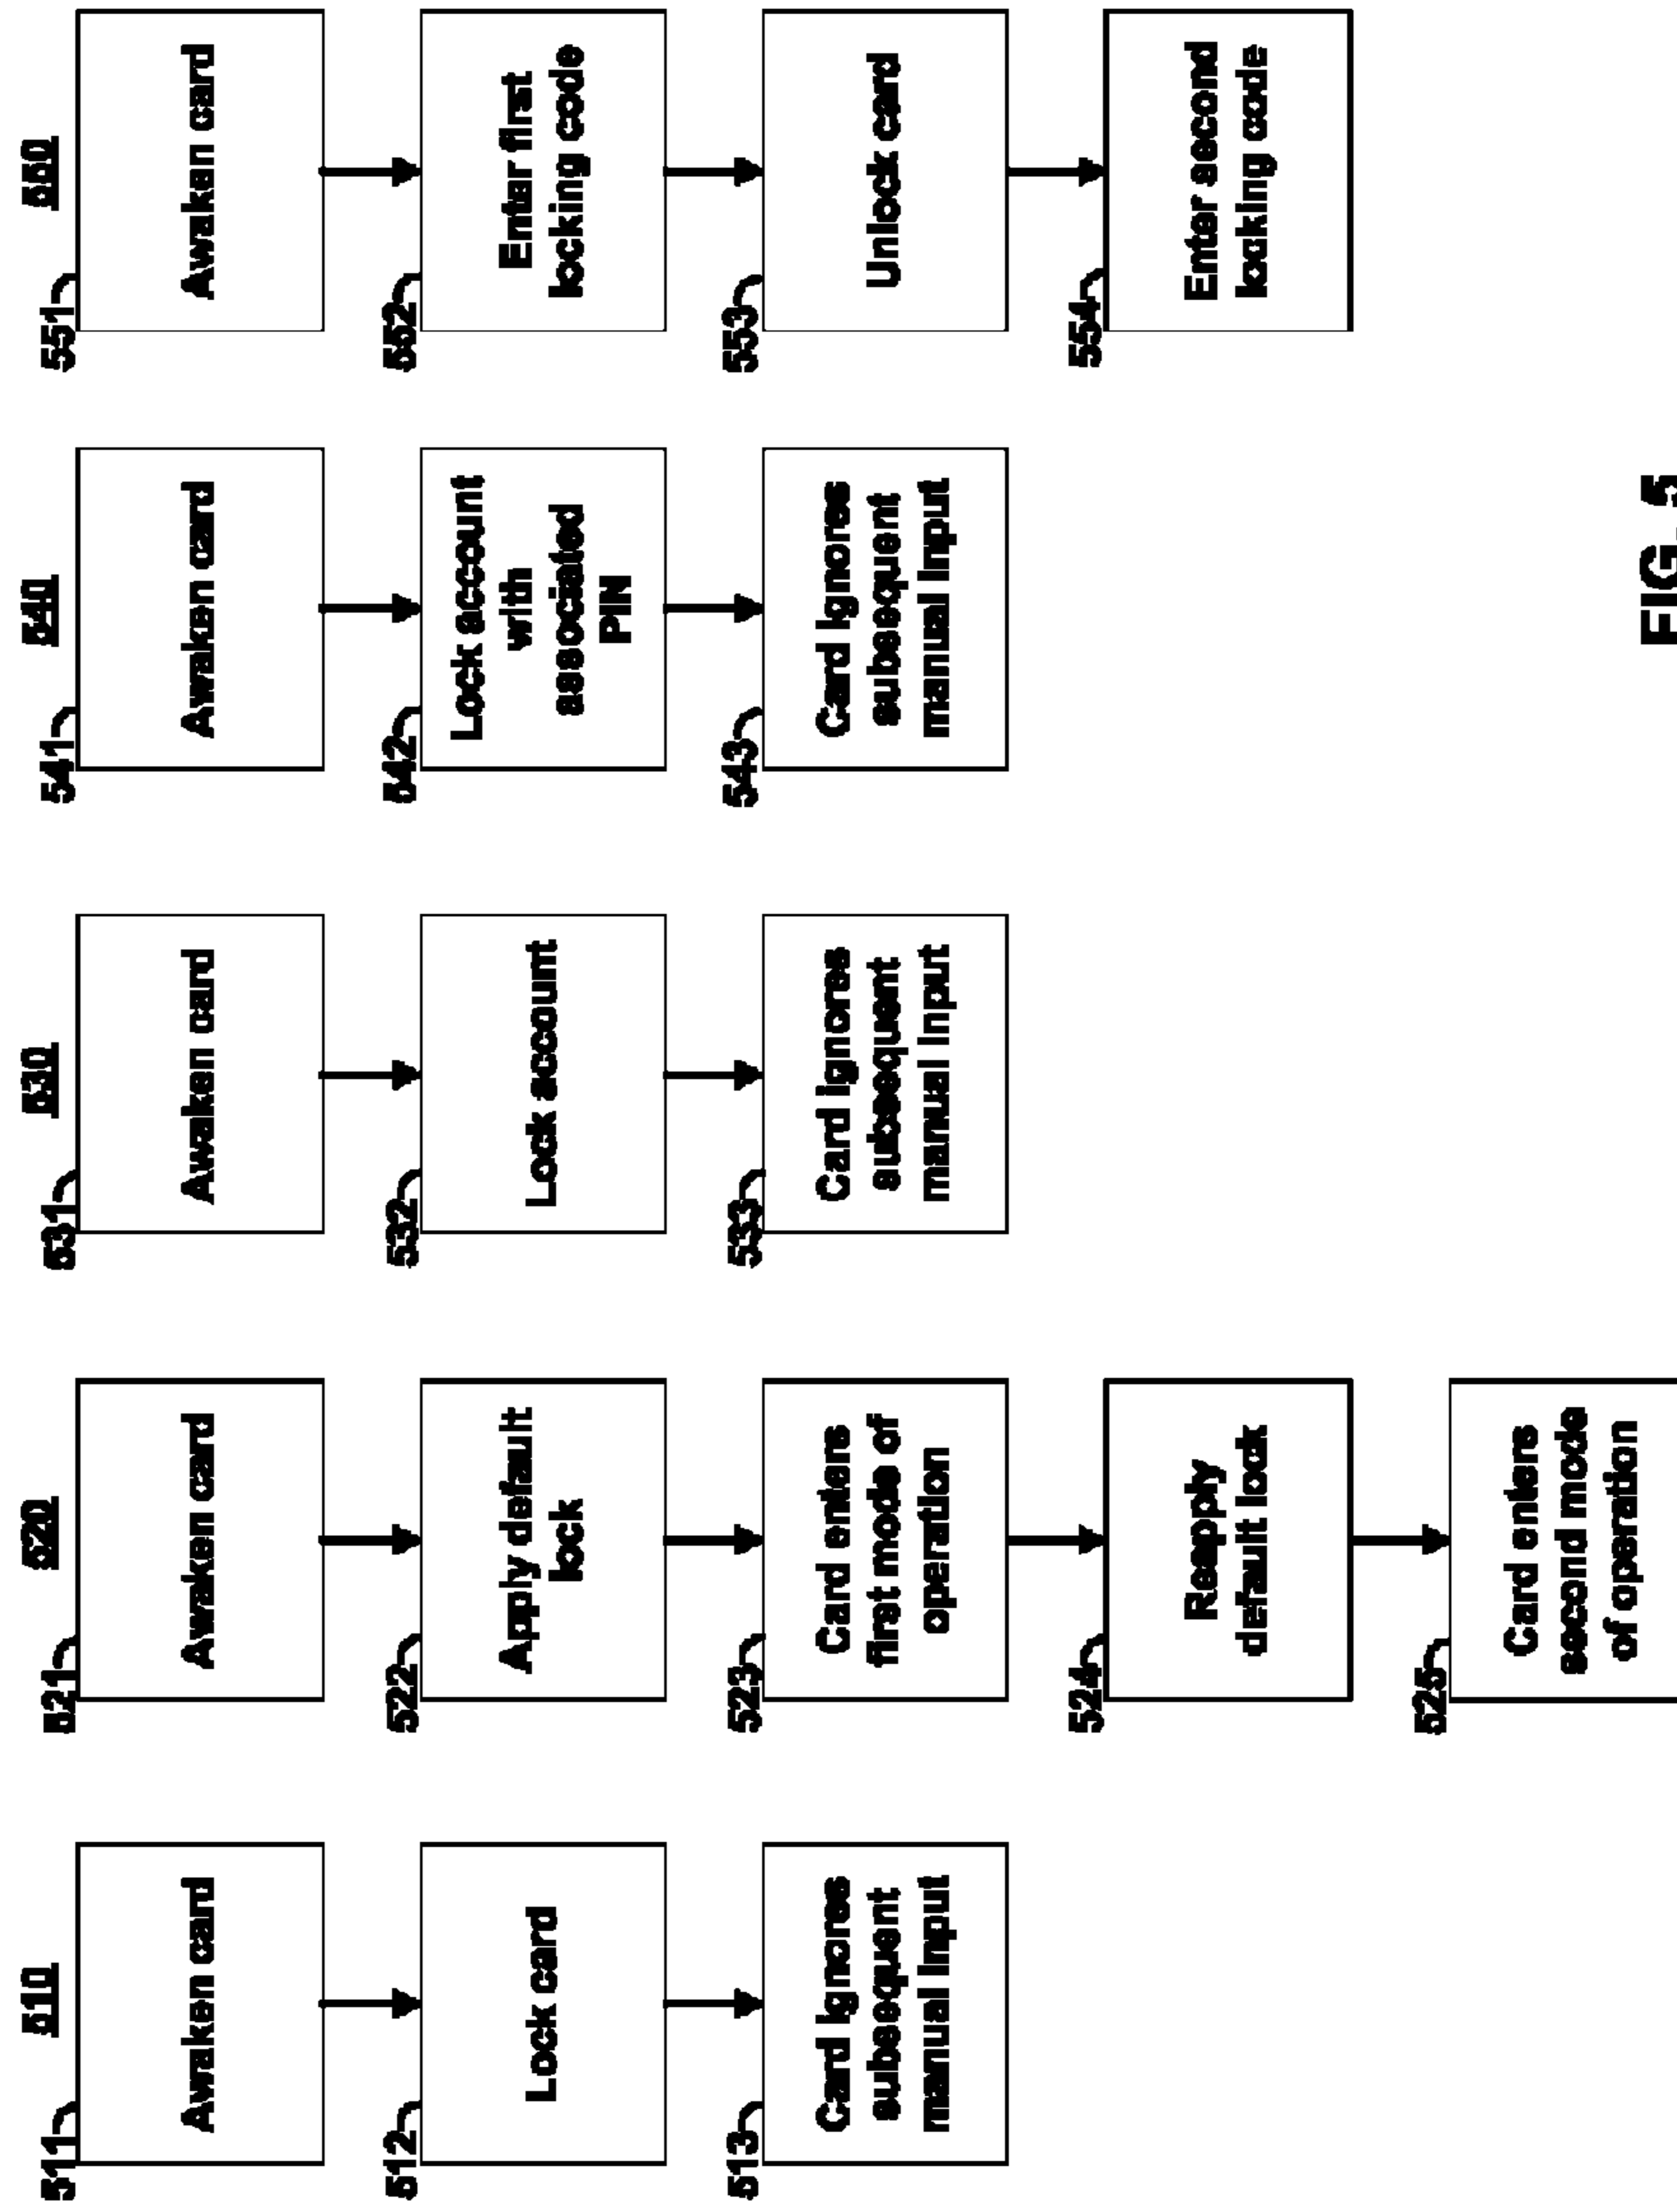 510
511
Awaken card
512
Lock card
513
Card ignores
subsequent
manual input
520
521
Awaken card
522
Apply default
lock
523
Card enters
first mode of
operation
524
Reapply
default lock
525
Card enters
second mode
of operation
530
531
Awaken card
532
Lock account
533
Card ignores
subsequent
manual input
540
541
Awaken card
542
Lock account
with
associated
PIN
543
Card ignores
subsequent
manual input
550
551
Awaken card
552
Enter first
locking code
553
Unlock card
554
Enter second
locking code
FIG. 5